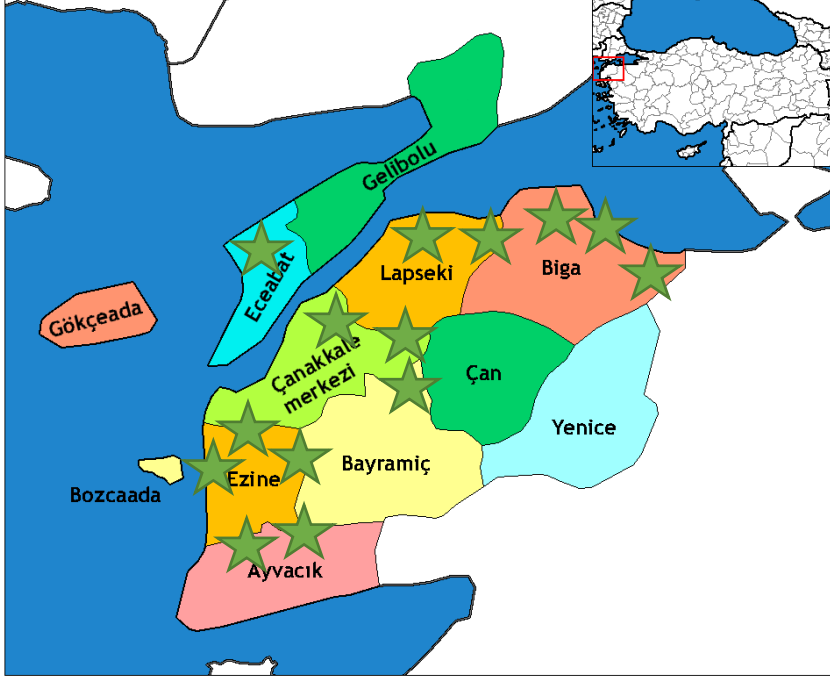 Gelibolu
Eceabat
Lapseki
Biga
Gökçeada
Çanakkale
merkezi
Çan
Yenice
Bayramiç
Ezine
Bozcaada
Ayvacık